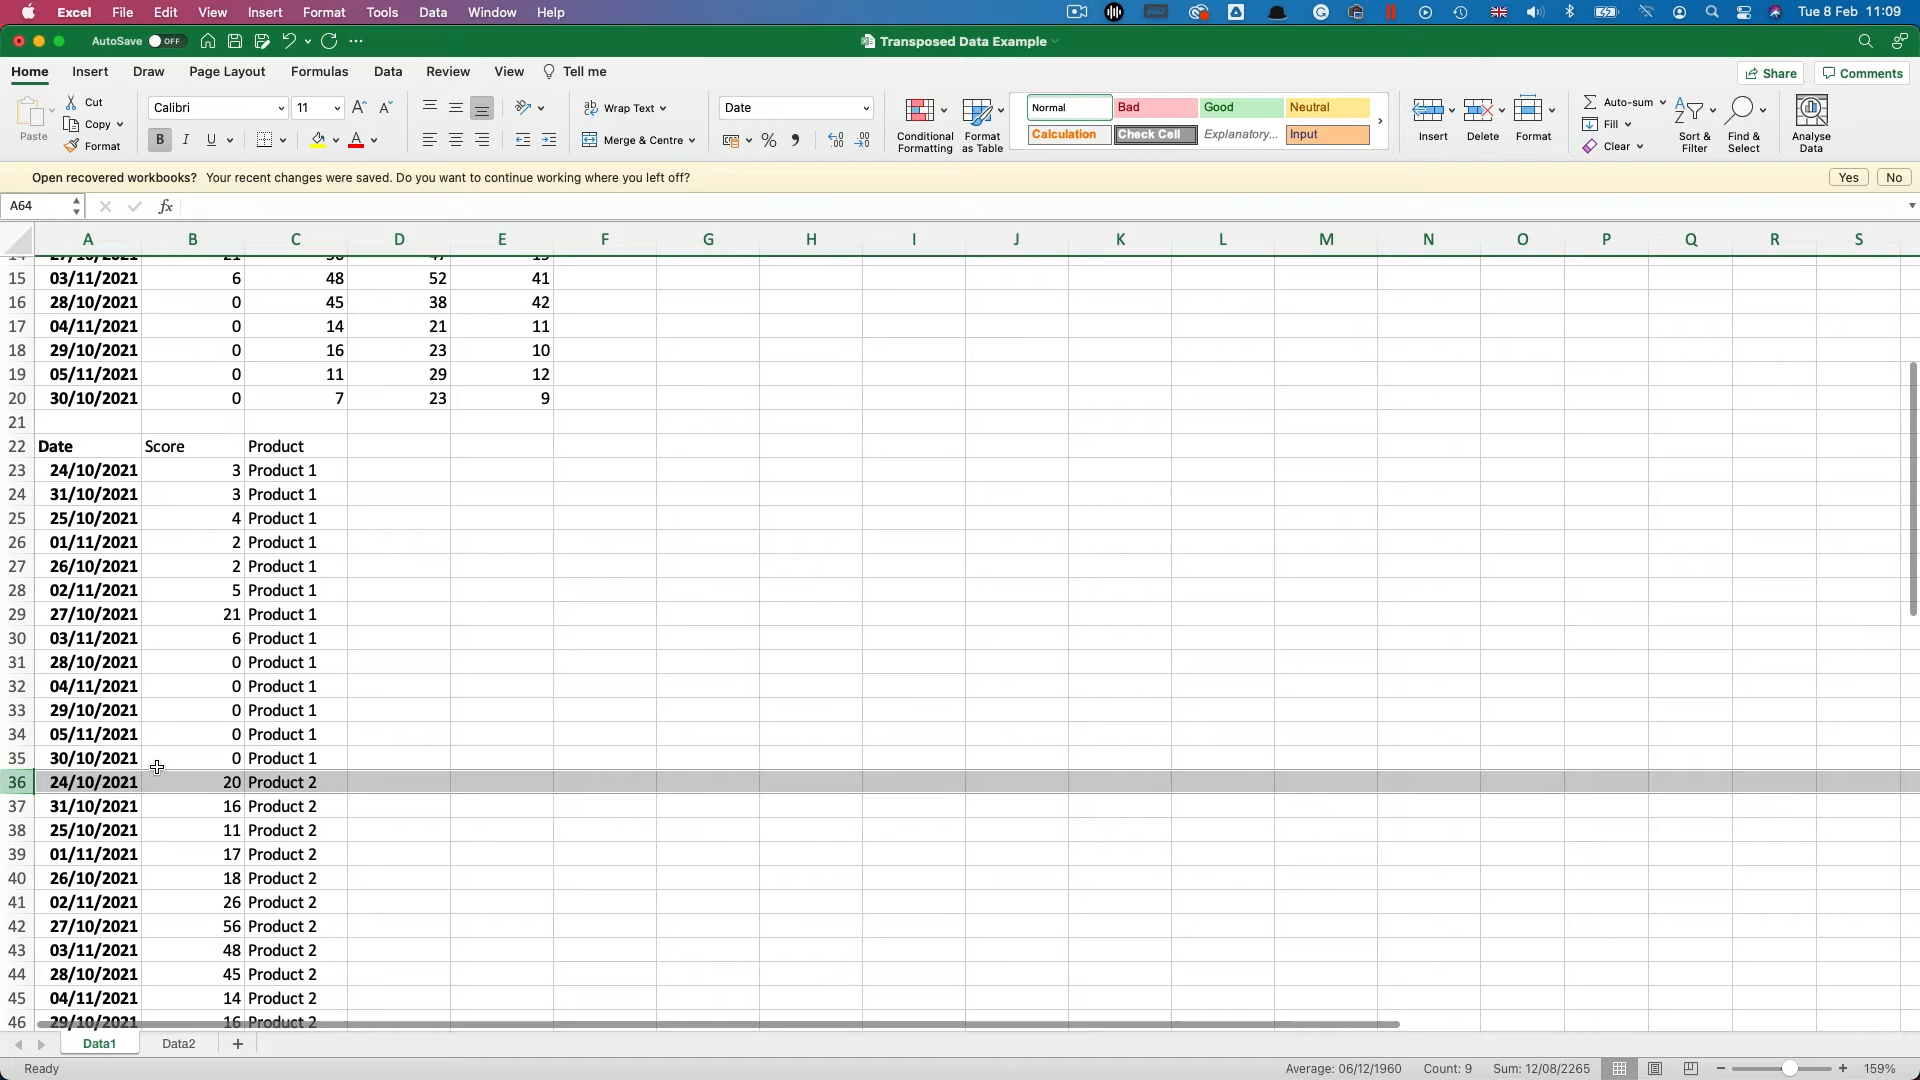 Excel File Edit View Insert Format Tools Data Window Help Tue 8 Feb 11:09
AutoSave OFF Transposed Data Example
Home Insert Draw Page Layout Formulas Data Review View Tell me Share Comments
Paste Cut Copy Format
Calibri 11
B I U
Wrap Text
Merge & Centre
Date
Conditional Formatting
Format as Table
Normal Bad Good Neutral
Calculation Check Cell Explanatory... Input
Insert Delete Format
Auto-sum
Fill
Clear
Sort & Filter
Find & Select
Analyse Data
Open recovered workbooks? Your recent changes were saved. Do you want to continue working where you left off? Yes No
A64 fx
A B C D E F G H I J K L M N O P Q R S
15 03/11/2021 6 48 52 41
16 28/10/2021 0 45 38 42
17 04/11/2021 0 14 21 11
18 29/10/2021 0 16 23 10
19 05/11/2021 0 11 29 12
20 30/10/2021 0 7 23 9
21
22 Date Score Product
23 24/10/2021 3 Product 1
24 31/10/2021 3 Product 1
25 25/10/2021 4 Product 1
26 01/11/2021 2 Product 1
27 26/10/2021 2 Product 1
28 02/11/2021 5 Product 1
29 27/10/2021 21 Product 1
30 03/11/2021 6 Product 1
31 28/10/2021 0 Product 1
32 04/11/2021 0 Product 1
33 29/10/2021 0 Product 1
34 05/11/2021 0 Product 1
35 30/10/2021 0 Product 1
36 24/10/2021 20 Product 2
37 31/10/2021 16 Product 2
38 25/10/2021 11 Product 2
39 01/11/2021 17 Product 2
40 26/10/2021 18 Product 2
41 02/11/2021 26 Product 2
42 27/10/2021 56 Product 2
43 03/11/2021 48 Product 2
44 28/10/2021 45 Product 2
45 04/11/2021 14 Product 2
46 29/10/2021 16 Product 2
Data1 Data2
Ready Average: 06/12/1960 Count: 9 Sum: 12/08/2265 159%